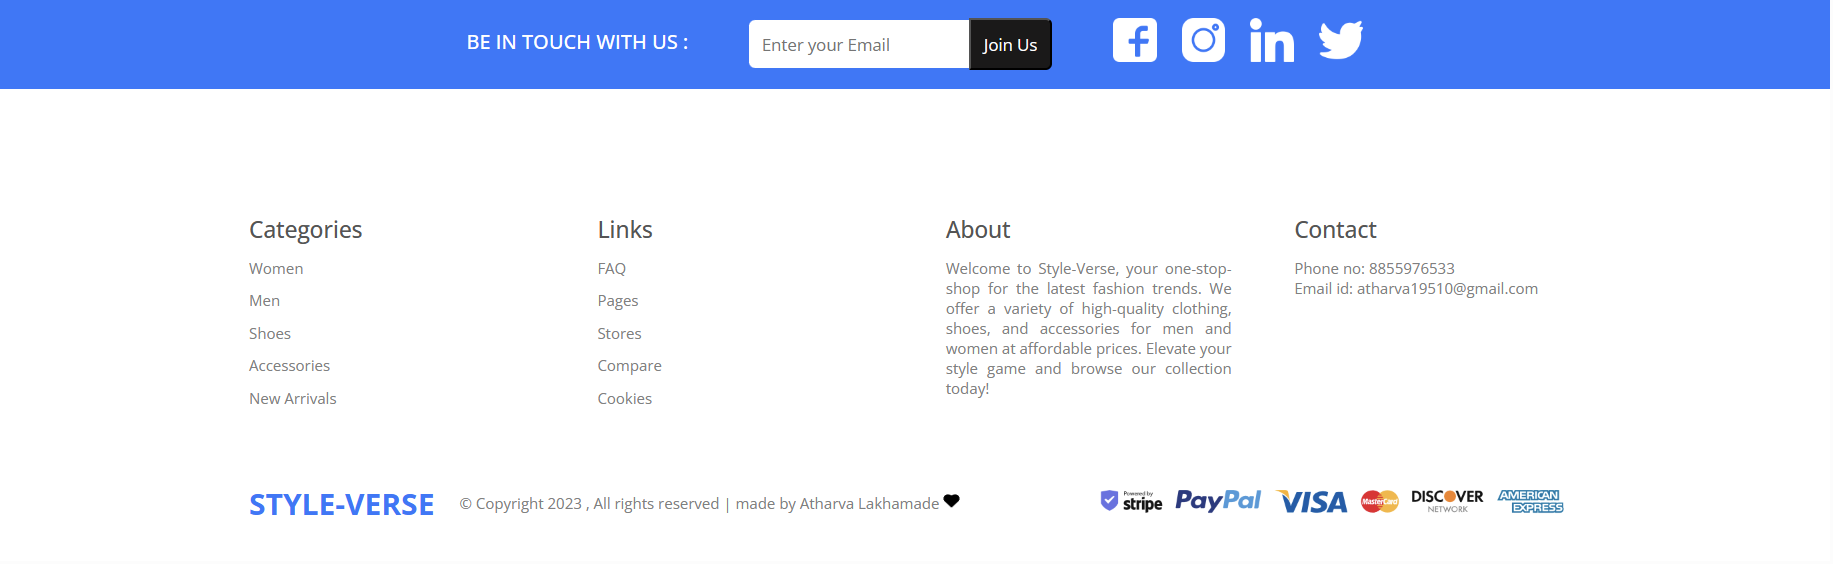 BE IN TOUCH WITH US :
Enter your Email
Join Us
Categories
Women
Men
Shoes
Accessories
New Arrivals
Links
FAQ
Pages
Stores
Compare
Cookies
About
Welcome to Style-Verse, your one-stop-
shop for the latest fashion trends. We
offer a variety of high-quality clothing,
shoes, and accessories for men and
women at affordable prices. Elevate your
style game and browse our collection
today!
Contact
Phone no: 8855976533
Email id: atharva19510@gmail.com
STYLE-VERSE
© Copyright 2023 , All rights reserved | made by Atharva Lakhamade
Powered by
stripe
PayPal
VISA
MasterCard
DISCOVER
NETWORK
AMERICAN
EXPRESS